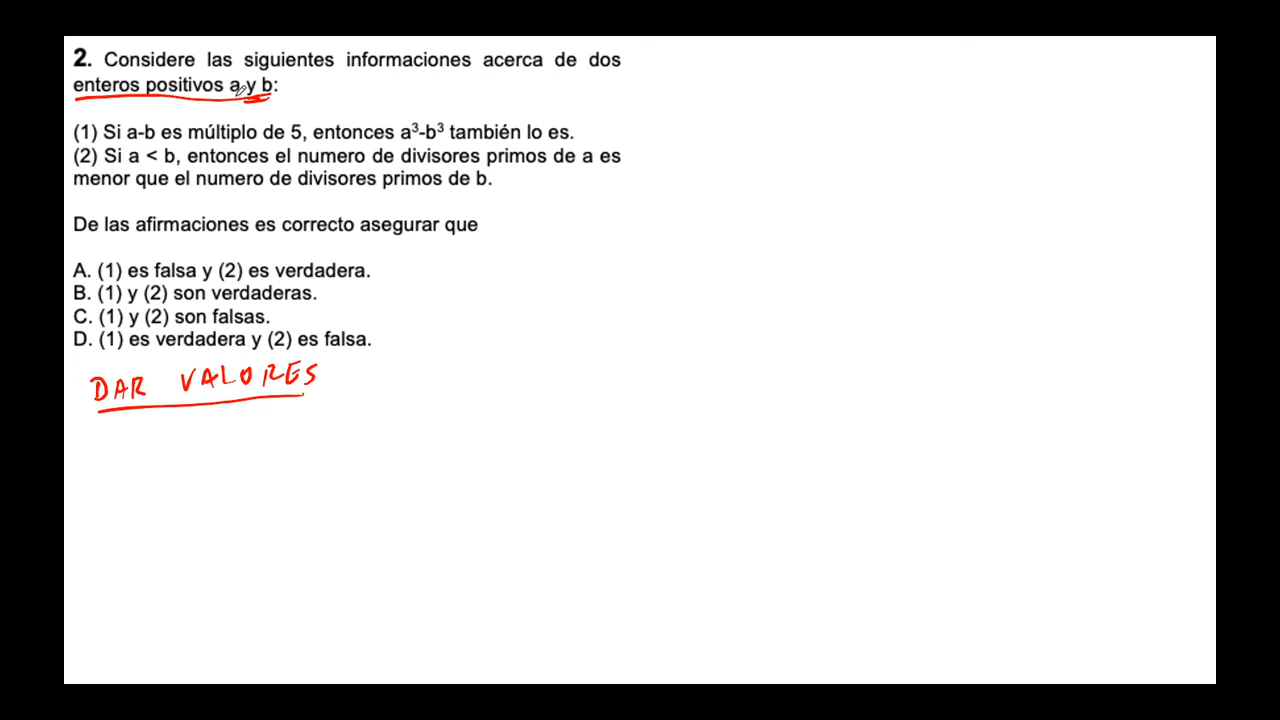 2. Considere las siguientes informaciones acerca de dos
enteros positivos a y b:
(1) Si a-b es múltiplo de 5, entonces a³-b³ también lo es.
(2) Si a < b, entonces el numero de divisores primos de a es
menor que el numero de divisores primos de b.
De las afirmaciones es correcto asegurar que
A. (1) es falsa y (2) es verdadera.
B. (1) y (2) son verdaderas.
C. (1) y (2) son falsas.
D. (1) es verdadera y (2) es falsa.
DAR VALORES